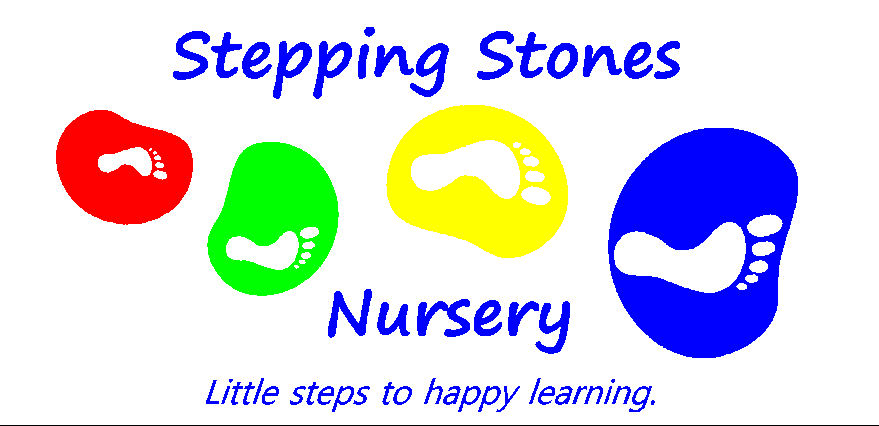 Stepping Stones
Nursery
Little steps to happy learning.